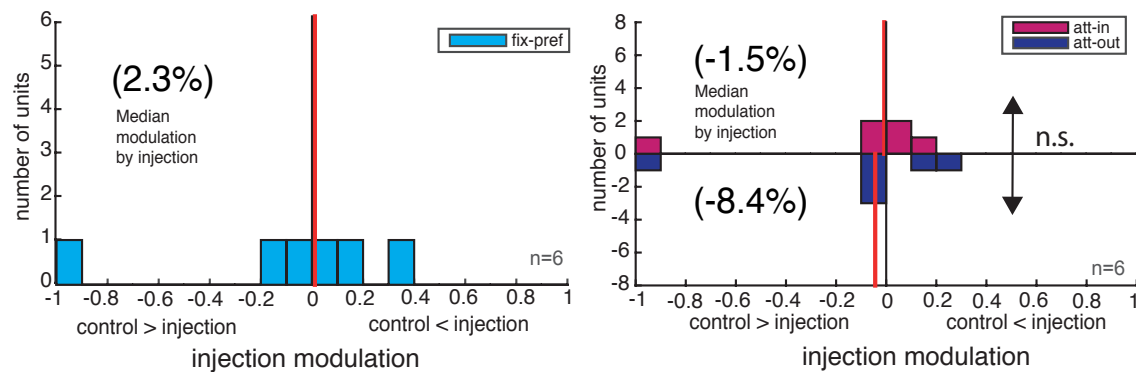 number of units
6
5
4
3
2
1
0
fix-pref
(2.3%)
Median
modulation
by injection
n=6
-1 -0.8 -0.6 -0.4 -0.2 0 0.2 0.4 0.6 0.8 1
control > injection control < injection
injection modulation
number of units
8
6
4
2
0
-2
-4
-6
-8
att-in
att-out
(-1.5%)
Median
modulation
by injection
n.s.
(-8.4%)
n=6
-1 -0.8 -0.6 -0.4 -0.2 0 0.2 0.4 0.6 0.8 1
control > injection control < injection
injection modulation